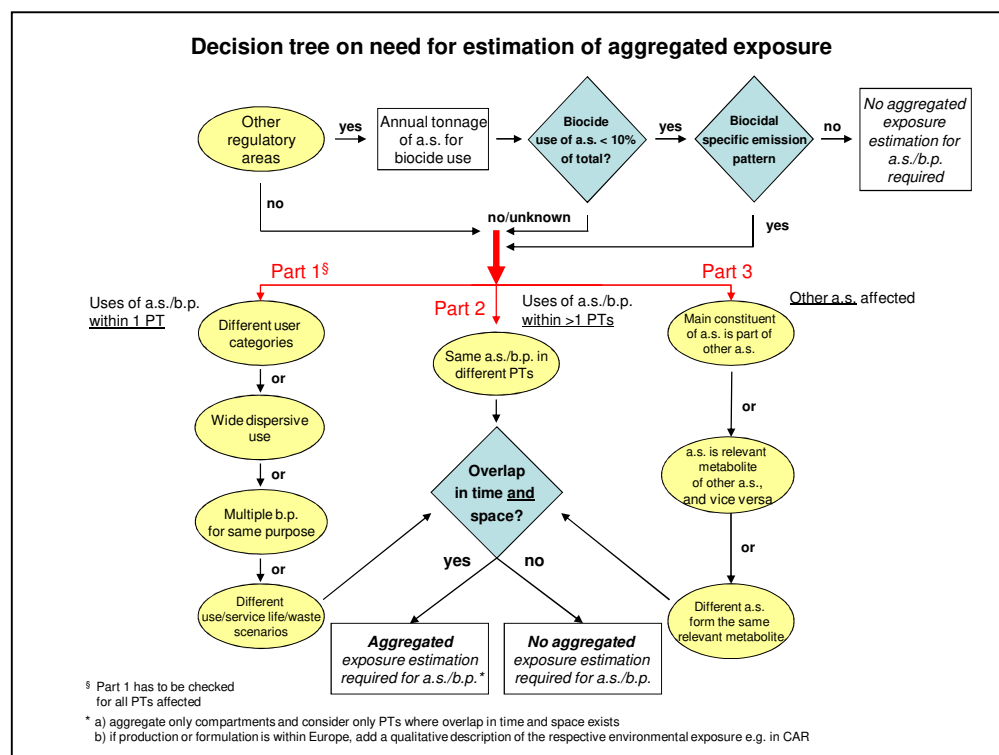 Decision tree on need for estimation of aggregated exposure
Other
regulatory
areas
yes
Annual tonnage
of a.s. for
biocide use
Biocide
use of a.s. < 10%
of total?
yes
Biocidal
specific emission
pattern
no
No aggregated
exposure
estimation for
a.s./b.p.
required
no
no/unknown
yes
Part 1§
Part 2
Part 3
Uses of a.s./b.p.
within 1 PT
Uses of a.s./b.p.
within >1 PTs
Other a.s. affected
Different user
categories
or
Wide dispersive
use
or
Multiple b.p.
for same purpose
or
Different
use/service life/waste
scenarios
Same a.s./b.p. in
different PTs
Overlap
in time and
space?
yes
no
Aggregated
exposure estimation
required for a.s./b.p.*
No aggregated
exposure estimation
required for a.s./b.p.
Main constituent
of a.s. is part of
other a.s.
or
a.s. is relevant
metabolite
of other a.s.,
and vice versa
or
Different a.s.
form the same
relevant metabolite
§ Part 1 has to be checked
for all PTs affected
* a) aggregate only compartments and consider only PTs where overlap in time and space exists
b) if production or formulation is within Europe, add a qualitative description of the respective environmental exposure e.g. in CAR